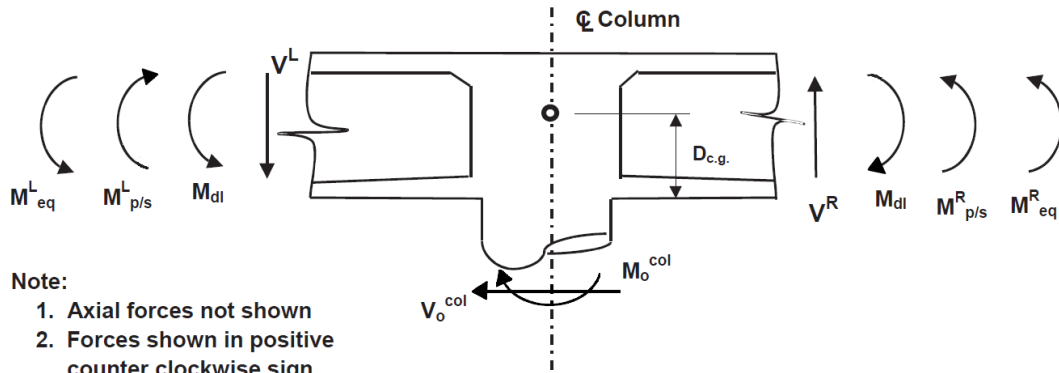 ℄ Column
V^L
D_c.g.
M^L_eq
M^L_p/s
M_dl
V^R
M_dl
M^R_p/s
M^R_eq
M_o^col
V_o^col
Note:
1. Axial forces not shown
2. Forces shown in positive
counter clockwise sign